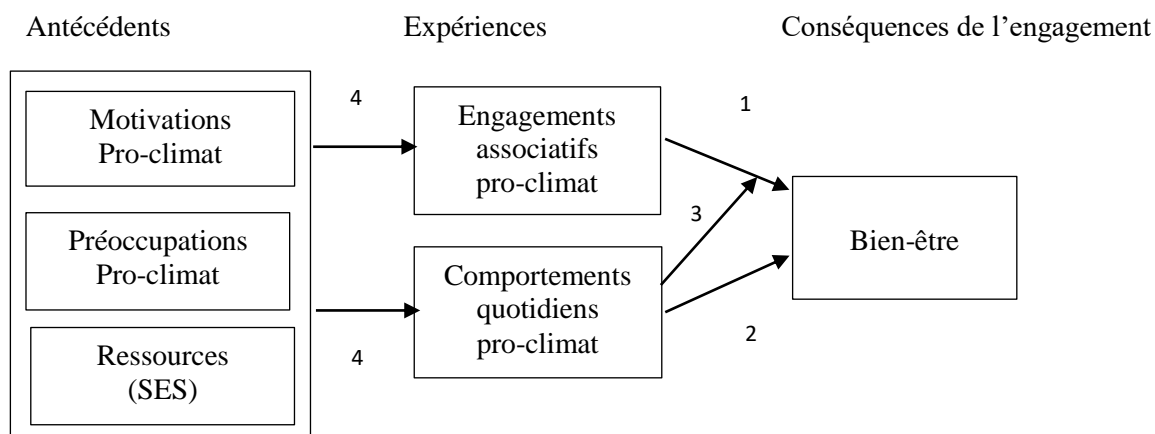 Antécédents
Expériences
Conséquences de l’engagement
Motivations
Pro-climat
Préoccupations
Pro-climat
Ressources
(SES)
4
4
Engagements
associatifs
pro-climat
Comportements
quotidiens
pro-climat
1
3
2
Bien-être